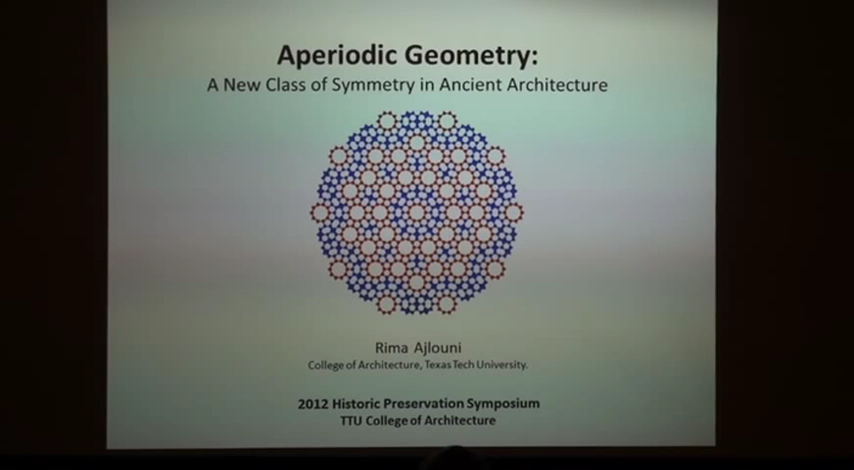 Aperiodic Geometry:
A New Class of Symmetry in Ancient Architecture
Rima Ajlouni
College of Architecture, Texas Tech University.
2012 Historic Preservation Symposium
TTU College of Architecture